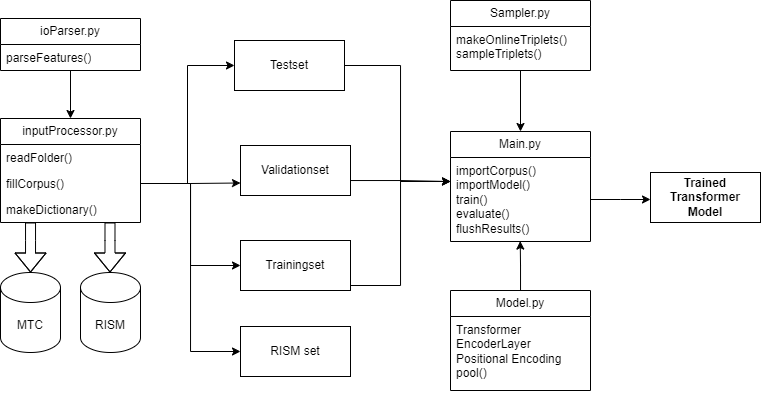 ioParser.py
parseFeatures()
inputProcessor.py
readFolder()
fillCorpus()
makeDictionary()
MTC
RISM
Testset
Validationset
Trainingset
RISM set
Sampler.py
makeOnlineTriplets()
sampleTriplets()
Main.py
importCorpus()
importModel()
train()
evaluate()
flushResults()
Model.py
Transformer
EncoderLayer
Positional Encoding
pool()
Trained
Transformer
Model